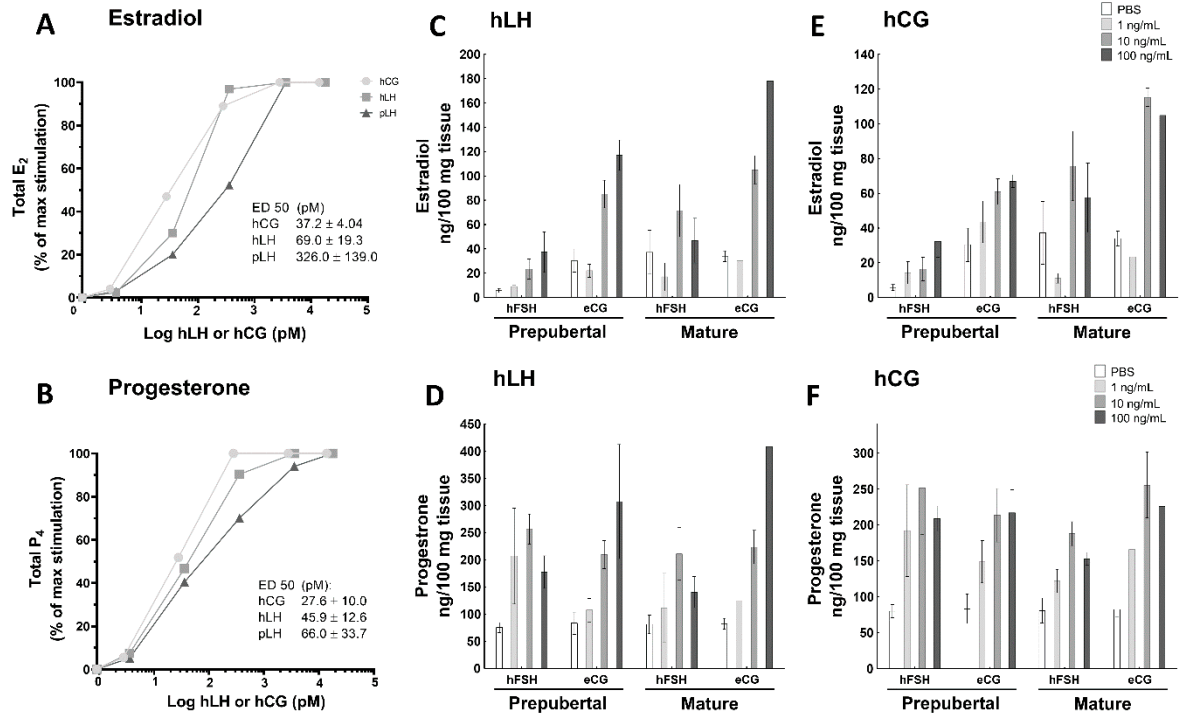 A
Estradiol
Total E2
(% of max stimulation)
100
80
60
40
20
0
hCG
hLH
pLH
ED 50 (pM)
hCG 37.2 ± 4.04
hLH 69.0 ± 19.3
pLH 326.0 ± 139.0
0 1 2 3 4 5
Log hLH or hCG (pM)
C
hLH
Estradiol
ng/100 mg tissue
200
180
160
140
120
100
80
60
40
20
0
hFSH eCG hFSH eCG
Prepubertal Mature
E
hCG
PBS
1 ng/mL
10 ng/mL
100 ng/mL
Estradiol
ng/100 mg tissue
180
160
140
120
100
80
60
40
20
0
hFSH eCG hFSH eCG
Prepubertal Mature
B
Progesterone
Total P4
(% of max stimulation)
100
80
60
40
20
0
ED 50 (pM):
hCG 27.6 + 10.0
hLH 45.9 + 12.6
pLH 66.0 + 33.7
0 1 2 3 4 5
Log hLH or hCG (pM)
D
hLH
Progestrone
ng/100 mg tissue
450
400
350
300
250
200
150
100
50
0
hFSH eCG hFSH eCG
Prepubertal Mature
F
hCG
PBS
1 ng/mL
10 ng/mL
100 ng/mL
Progesterone
ng/100 mg tissue
300
250
200
150
100
50
0
hFSH eCG hFSH eCG
Prepubertal Mature